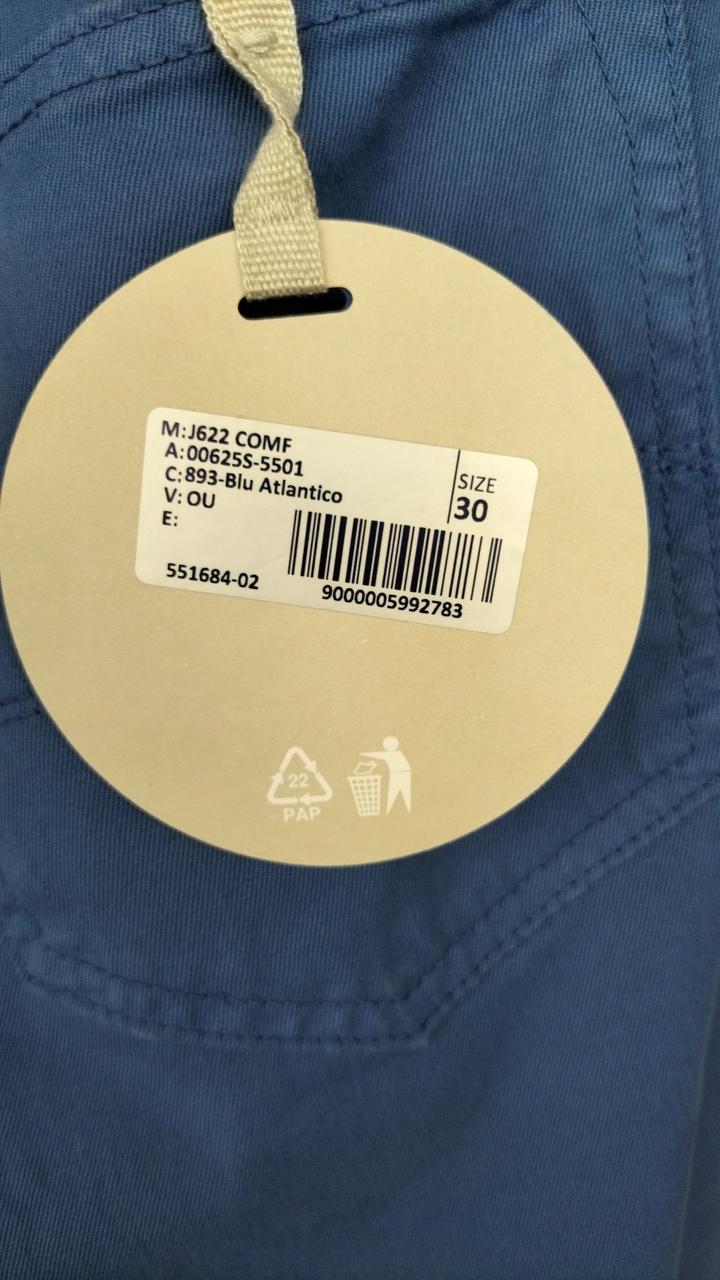 M:J622 COMF
A:00625S-5501
C:893-Blu Atlantico
V: OU
E:
SIZE
30
551684-02
9000005992783
22
PAP